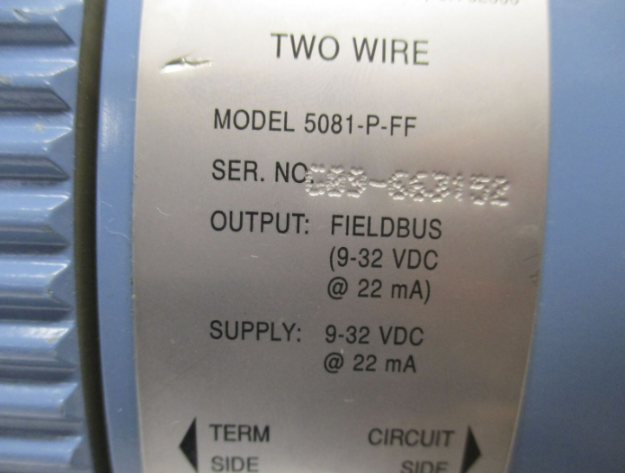 TWO WIRE
MODEL 5081-P-FF
SER. NO.
OUTPUT: FIELDBUS
(9-32 VDC
@ 22 mA)
SUPPLY: 9-32 VDC
@ 22 mA
TERM CIRCUIT
SIDE SIDE